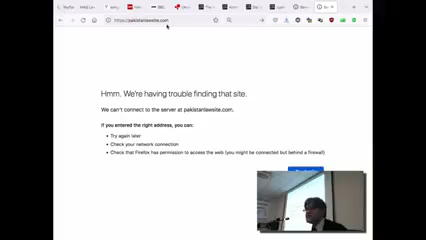 YouTube
BBC
https://pakistanlawsite.com
Hmm. We're having trouble finding that site.
We can't connect to the server at pakistanlawsite.com.
If you entered the right address, you can:
Try again later
Check your network connection
Check that Firefox has permission to access the web (you might be connected but behind a firewall)